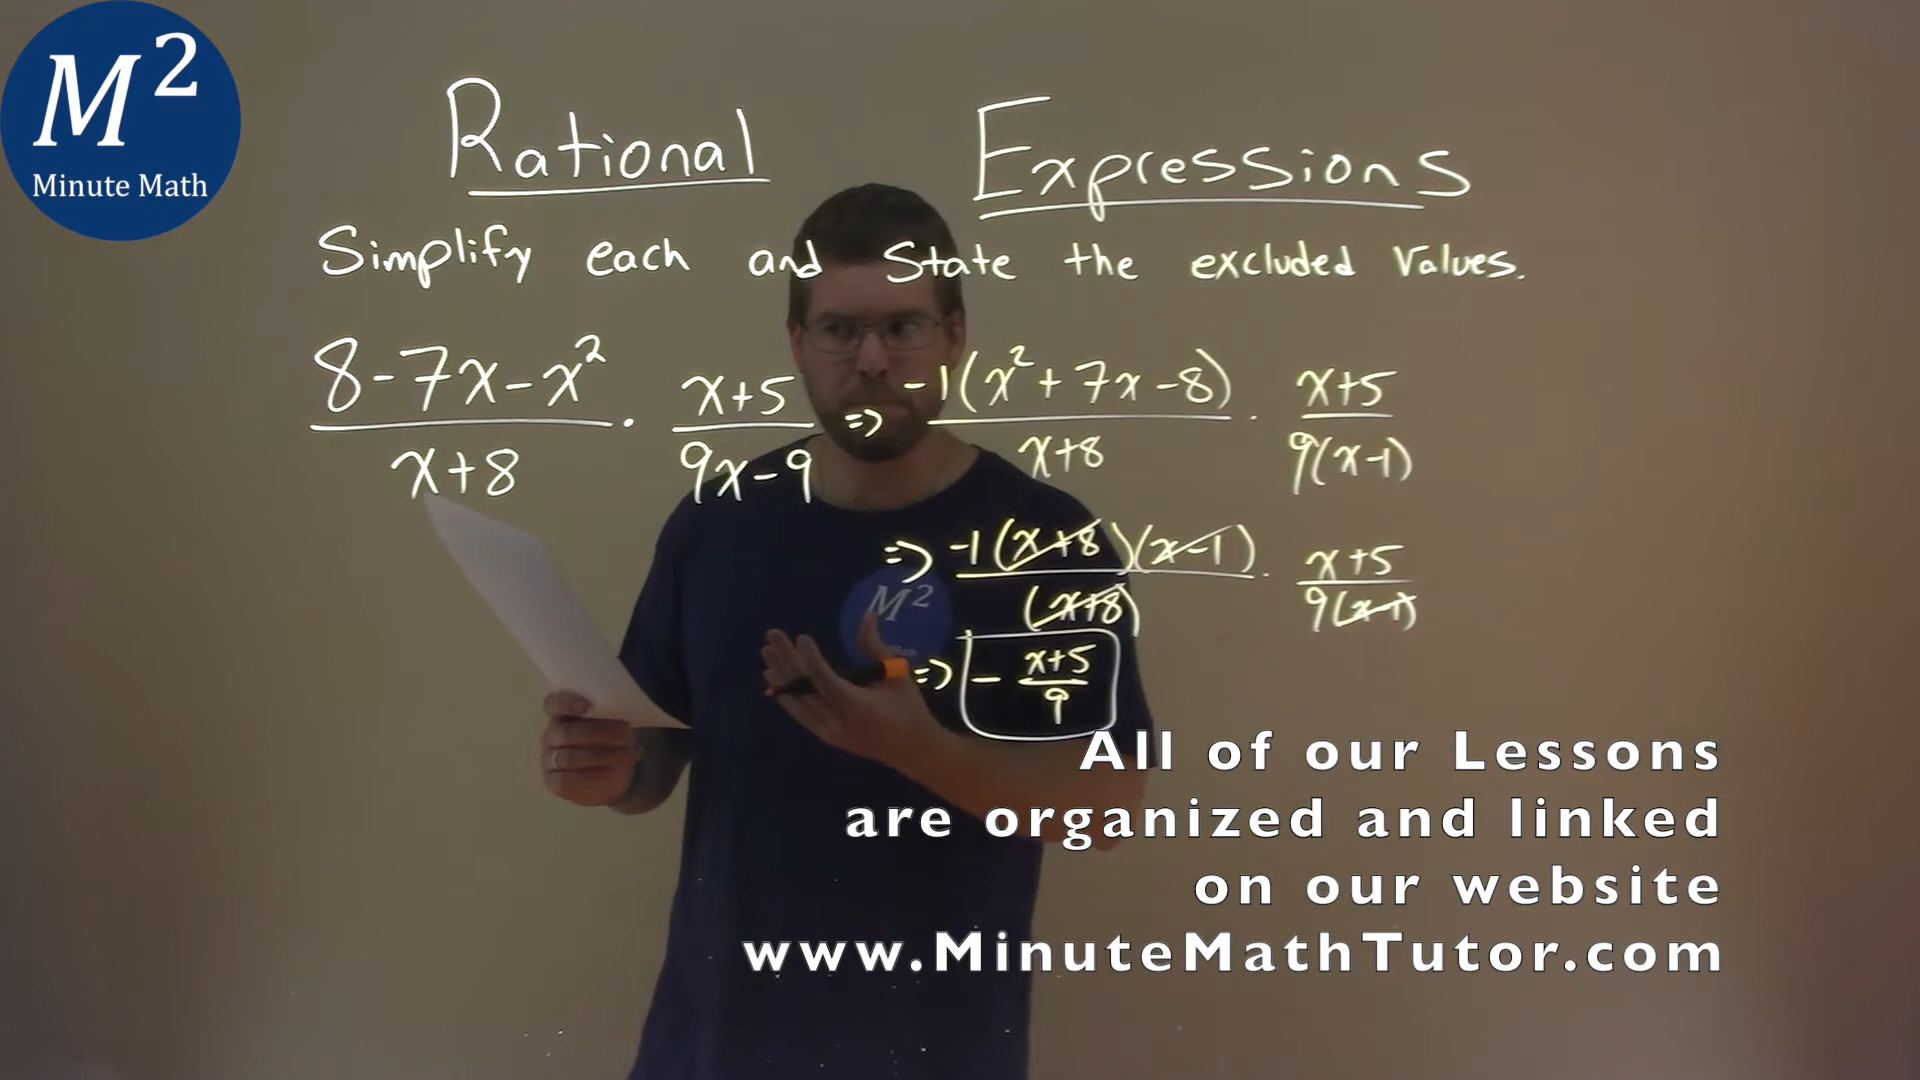 M²
Minute Math
Rational Expressions
Simplify each and State the excluded Values.
8-7x-x²/x+8 · x+5/9x-9 => -1(x²+7x-8)/x+8 · x+5/9(x-1)
=> -1(x+8)(x-1)/(x+8) · x+5/9(x-1)
M²
Math
=> - x+5/9
All of our Lessons
are organized and linked
on our website
www.MinuteMathTutor.com